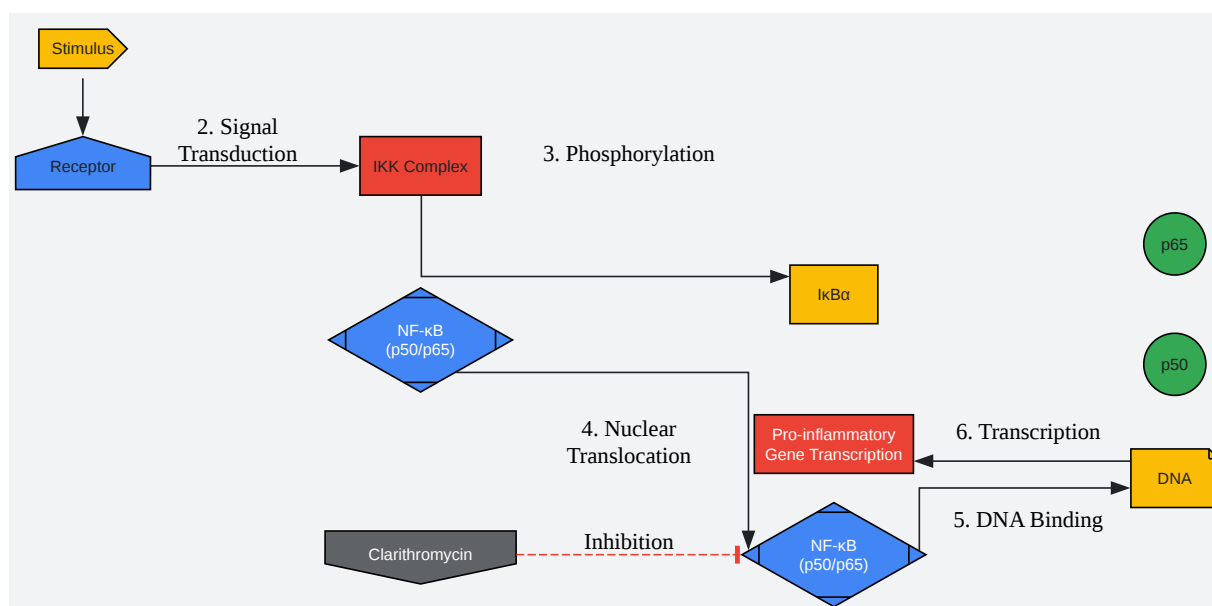 Stimulus
2. Signal
Transduction
Receptor
IKK Complex
3. Phosphorylation
p65
IκBα
NF-κB
(p50/p65)
p50
4. Nuclear
Translocation
Pro-inflammatory
Gene Transcription
6. Transcription
DNA
5. DNA Binding
Clarithromycin
Inhibition
NF-κB
(p50/p65)